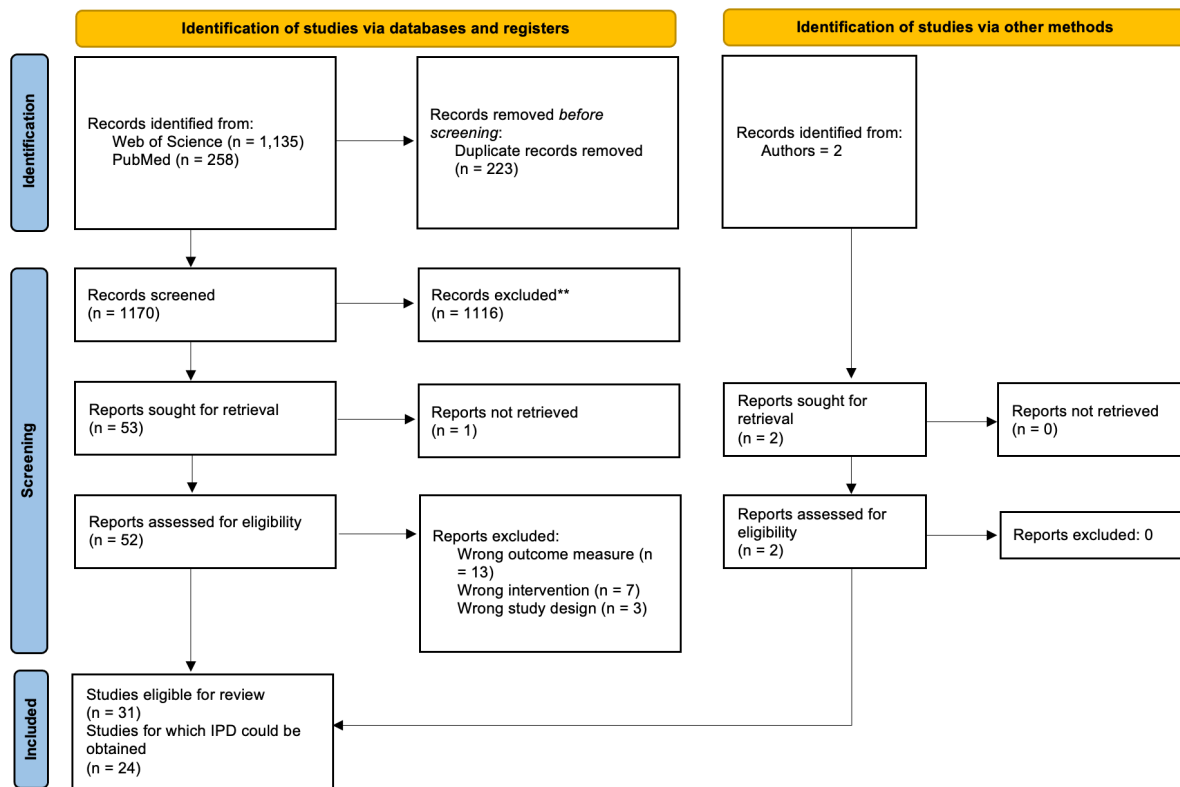 Identification of studies via databases and registers
Identification of studies via other methods
Identification
Records identified from:
Web of Science (n = 1,135)
PubMed (n = 258)
Records removed before
screening:
Duplicate records removed
(n = 223)
Records identified from:
Authors = 2
Screening
Records screened
(n = 1170)
Records excluded**
(n = 1116)
Reports sought for retrieval
(n = 53)
Reports not retrieved
(n = 1)
Reports sought for
retrieval
(n = 2)
Reports not retrieved
(n = 0)
Reports assessed for eligibility
(n = 52)
Reports excluded:
Wrong outcome measure (n
= 13)
Wrong intervention (n = 7)
Wrong study design (n = 3)
Reports assessed for
eligibility
(n = 2)
Reports excluded: 0
Included
Studies eligible for review
(n = 31)
Studies for which IPD could be
obtained
(n = 24)